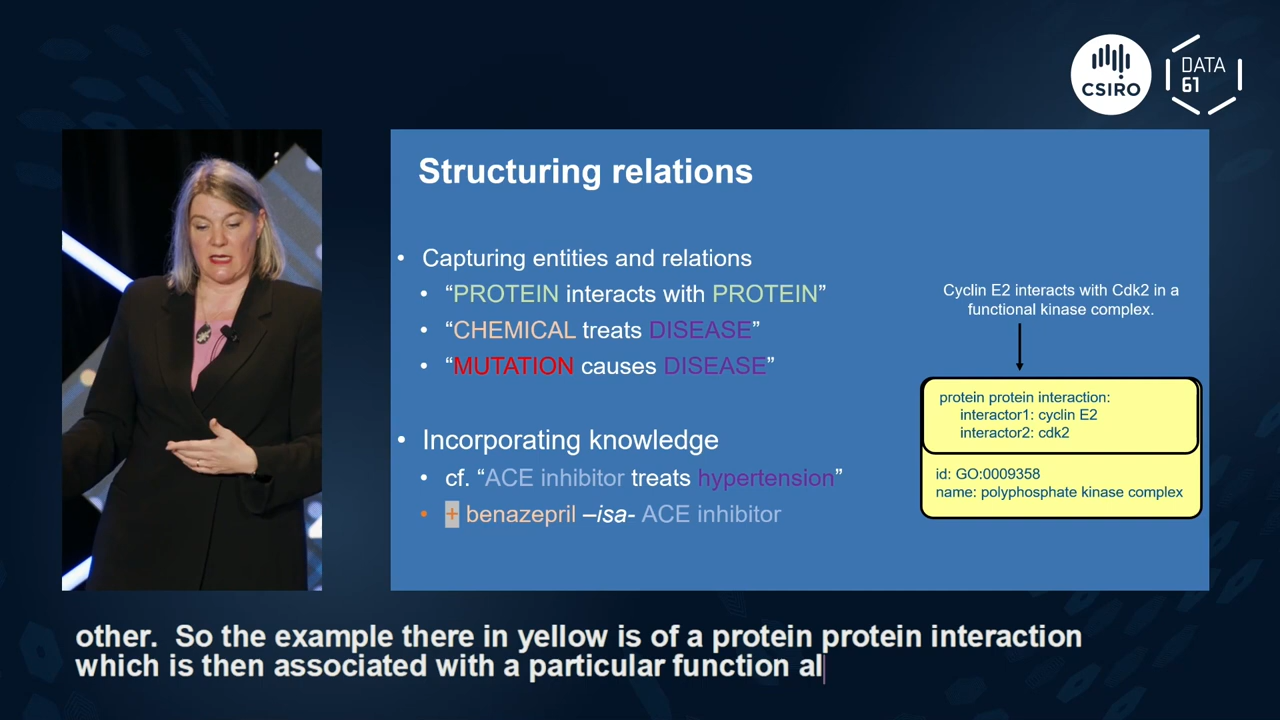 CSIRO
DATA
61
Structuring relations
• Capturing entities and relations
• “PROTEIN interacts with PROTEIN”
• “CHEMICAL treats DISEASE”
• “MUTATION causes DISEASE”
• Incorporating knowledge
• cf. “ACE inhibitor treats hypertension”
• + benazepril –isa- ACE inhibitor
Cyclin E2 interacts with Cdk2 in a
functional kinase complex.
protein protein interaction:
interactor1: cyclin E2
interactor2: cdk2
id: GO:0009358
name: polyphosphate kinase complex
other.  So the example there in yellow is of a protein protein interaction
which is then associated with a particular function al